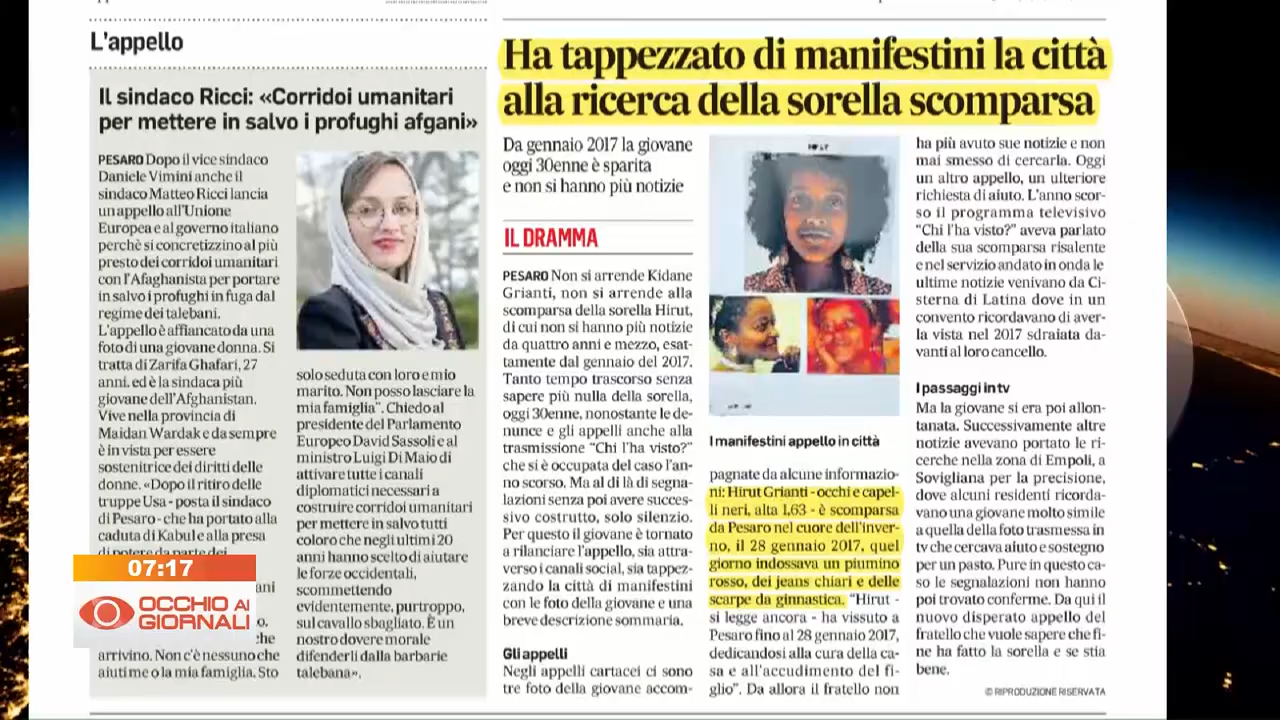 L'appello
Il sindaco Ricci: «Corridoi umanitari
per mettere in salvo i profughi afgani»
PESARO Dopo il vice sindaco
Daniele Vimini anche il
sindaco Matteo Ricci lancia
un appello all'Unione
Europea e al governo italiano
perchè si concretizzino al più
presto dei corridoi umanitari
con l'Afghanista per portare
in salvo i profughi in fuga dal
regime dei talebani.
L'appello è affiancato da una
foto di una giovane donna. Si
tratta di Zarifa Ghafari, 27
anni, ed è la sindaca più
giovane dell'Afghanistan.
Vive nella provincia di
Maidan Wardak e da sempre
è in vista per essere
sostenitrice dei diritti delle
donne. «Dopo il ritiro delle
truppe Usa - posta il sindaco
di Pesaro - che ha portato alla
caduta di Kabul e alla presa
di potere da parte dei
arrivino. Non c'è nessuno che
aiuti me o la mia famiglia. Sto
solo seduta con loro e mio
marito. Non posso lasciare la
mia famiglia". Chiedo al
presidente del Parlamento
Europeo David Sassoli e al
ministro Luigi Di Maio di
attivare tutte i canali
diplomatici necessari a
costruire corridoi umanitari
per mettere in salvo tutti
coloro che negli ultimi 20
anni hanno scelto di aiutare
le forze occidentali,
scommettendo
evidentemente, purtroppo,
sul cavallo sbagliato. È un
nostro dovere morale
difenderli dalla barbarie
talebana».
Ha tappezzato di manifestini la città
alla ricerca della sorella scomparsa
Da gennaio 2017 la giovane
oggi 30enne è sparita
e non si hanno più notizie
IL DRAMMA
PESARO Non si arrende Kidane
Grianti, non si arrende alla
scomparsa della sorella Hirut,
di cui non si hanno più notizie
da quattro anni e mezzo, esat-
tamente dal gennaio del 2017.
Tanto tempo trascorso senza
sapere più nulla della sorella,
oggi 30enne, nonostante le de-
nunce e gli appelli anche alla
trasmissione "Chi l'ha visto?"
che si è occupata del caso l'an-
no scorso. Ma al di là di segna-
lazioni senza poi avere succes-
sivo costrutto, solo silenzio.
Per questo il giovane è tornato
a rilanciare l'appello, sia attra-
verso i canali social, sia tappez-
zando la città di manifestini
con le foto della giovane e una
breve descrizione sommaria.
Gli appelli
Negli appelli cartacei ci sono
tre foto della giovane accom-
I manifestini appello in città
pagnate da alcune informazio-
ni: Hirut Grianti - occhi e capel-
li neri, alta 1,63 - è scomparsa
da Pesaro nel cuore dell'inver-
no, il 28 gennaio 2017, quel
giorno indossava un piumino
rosso, dei jeans chiari e delle
scarpe da ginnastica. "Hirut -
si legge ancora - ha vissuto a
Pesaro fino al 28 gennaio 2017,
dedicandosi alla cura della ca-
sa e all'accudimento del fi-
glio". Da allora il fratello non
ha più avuto sue notizie e non
mai smesso di cercarla. Oggi
un altro appello, un ulteriore
richiesta di aiuto. L'anno scor-
so il programma televisivo
"Chi l'ha visto?" aveva parlato
della sua scomparsa risalente
e nel servizio andato in onda le
ultime notizie venivano da Ci-
sterna di Latina dove in un
convento ricordavano di aver-
la vista nel 2017 sdraiata da-
vanti al loro cancello.
I passaggi in tv
Ma la giovane si era poi allon-
tanata. Successivamente altre
notizie avevano portato le ri-
cerche nella zona di Empoli, a
Sovigliana per la precisione,
dove alcuni residenti ricorda-
vano una giovane molto simile
a quella della foto trasmessa in
tv che cercava aiuto e sostegno
per un pasto. Pure in questo ca-
so le segnalazioni non hanno
poi trovato conferme. Da qui il
nuovo disperato appello del
fratello che vuole sapere che fi-
ne ha fatto la sorella e se stia
bene.
© RIPRODUZIONE RISERVATA
07:17
OCCHIO AI
GIORNALI